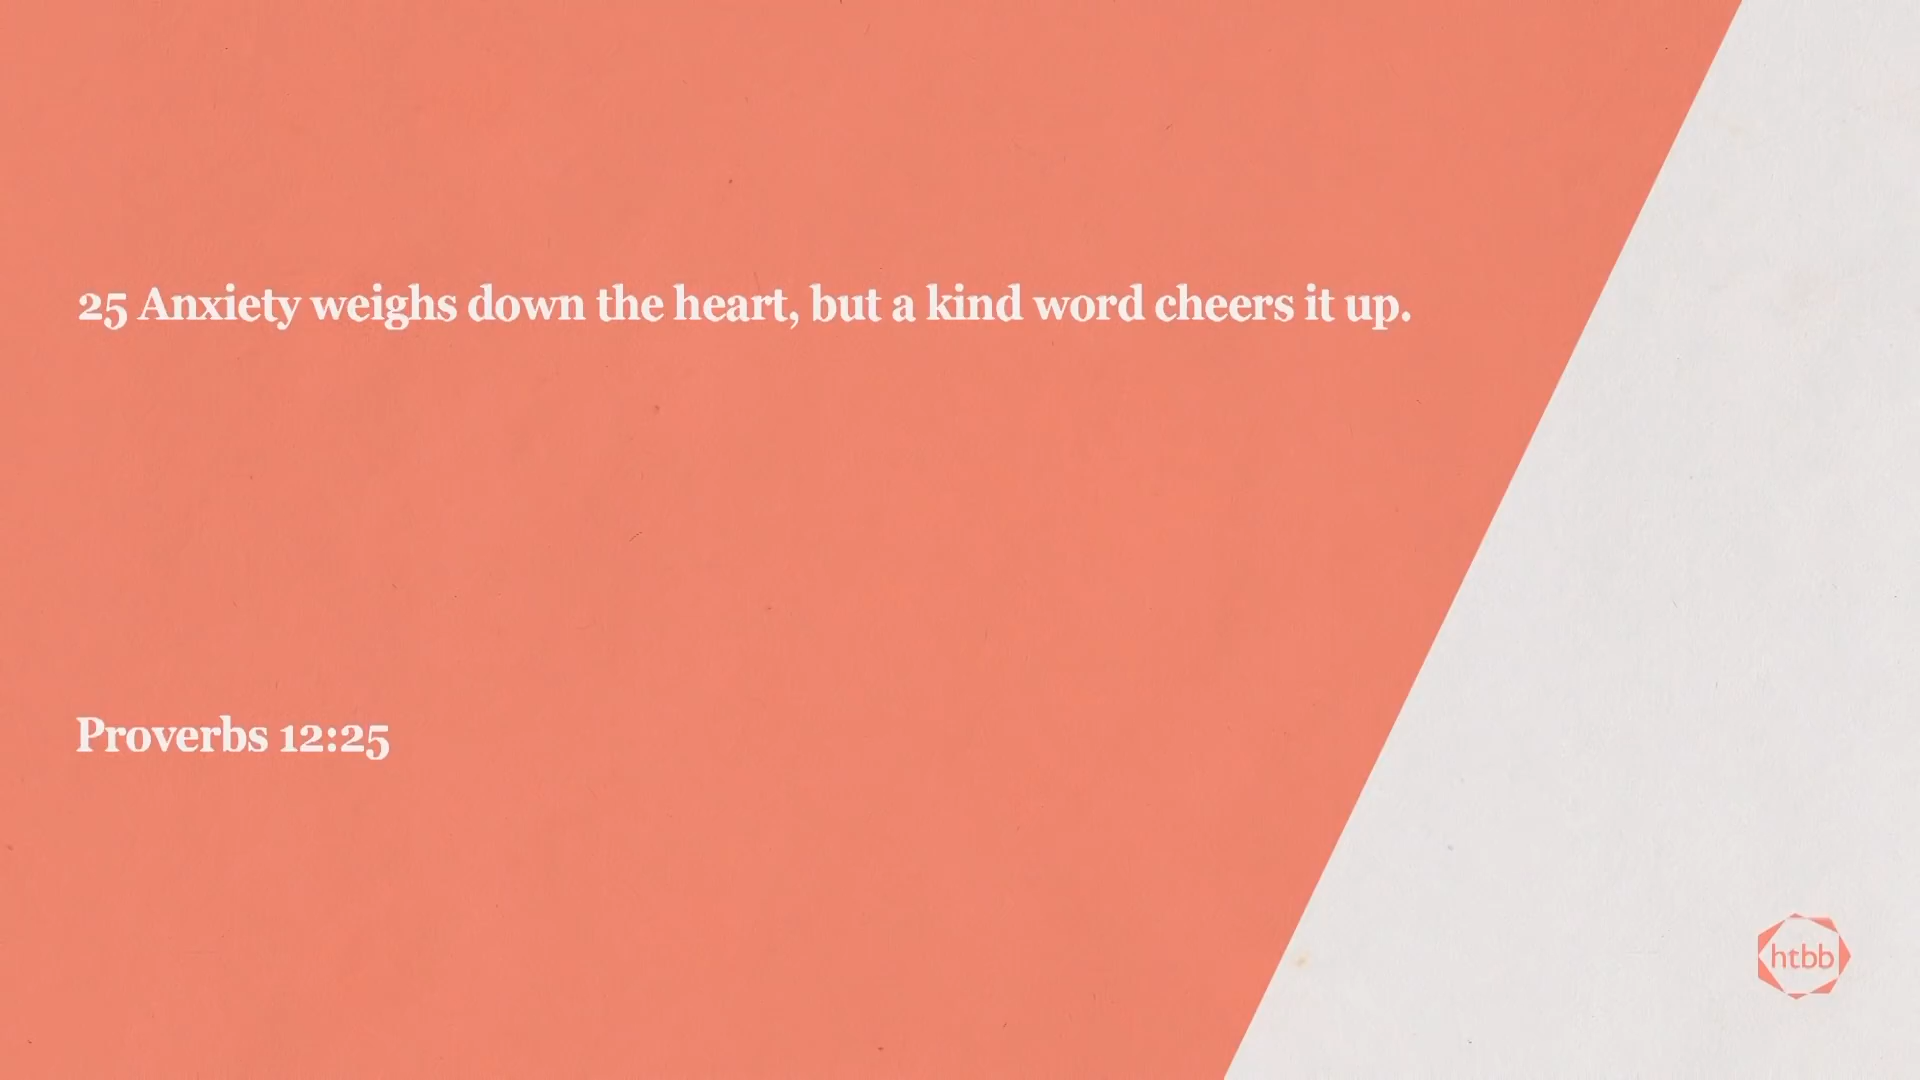 25 Anxiety weighs down the heart, but a kind word cheers it up.
Proverbs 12:25
htbb